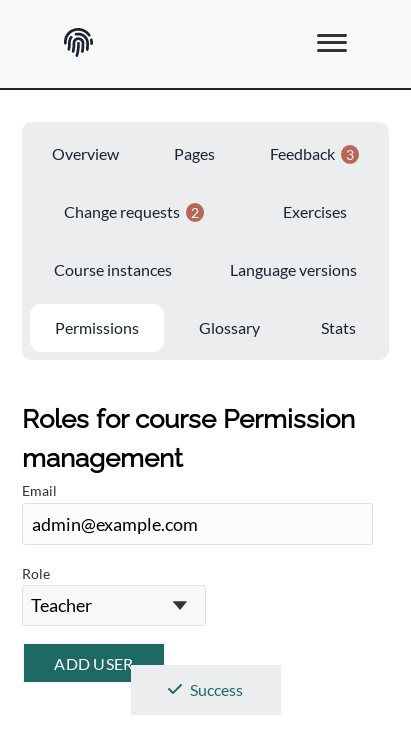 Overview Pages Feedback 3
Change requests 2 Exercises
Course instances Language versions
Permissions Glossary Stats
Roles for course Permission
management
Email
admin@example.com
Role
Teacher
ADD USER
Success